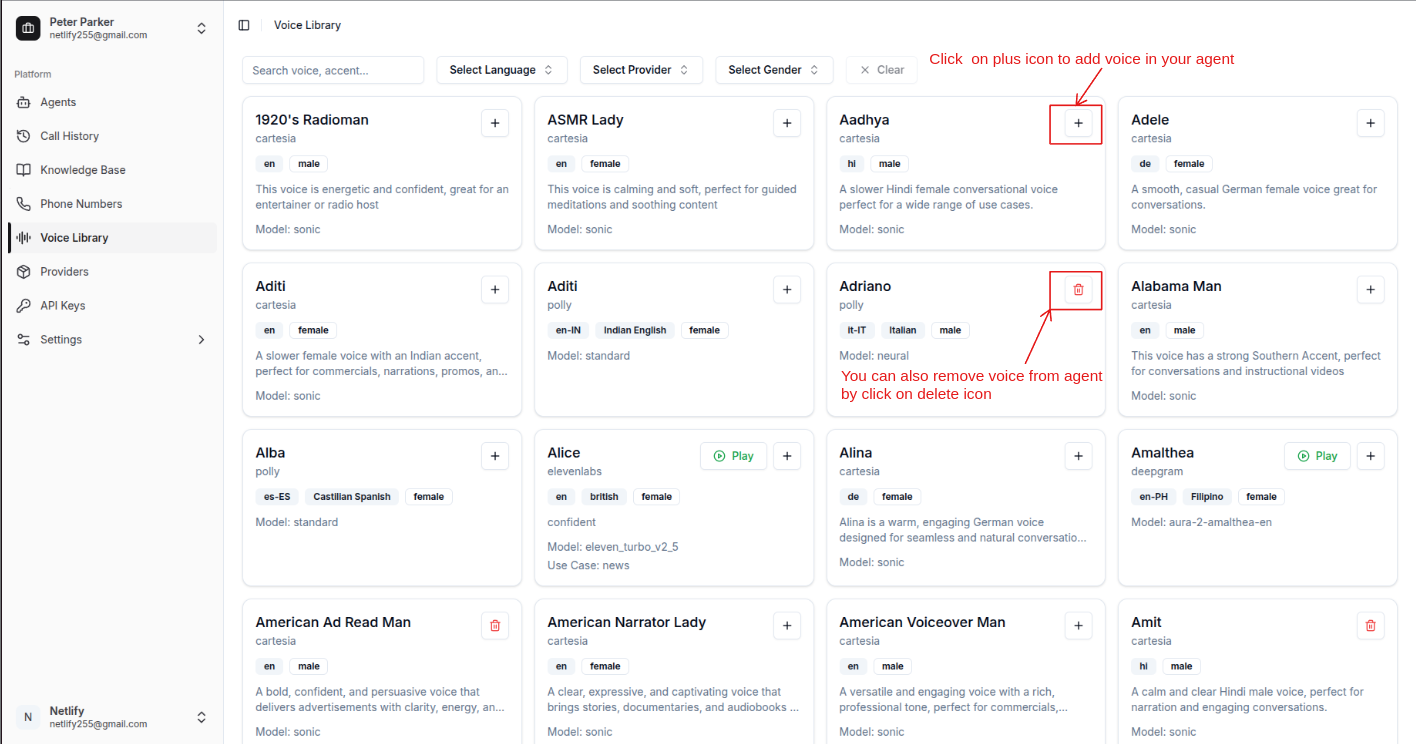 Peter Parker
netlify255@gmail.com
Platform
Agents
Call History
Knowledge Base
Phone Numbers
Voice Library
Providers
API Keys
Settings
N
Netlify
netlify255@gmail.com
Voice Library
Search voice, accent...
Select Language
Select Provider
Select Gender
Clear
Click on plus icon to add voice in your agent
1920's Radioman
cartesia
en male
This voice is energetic and confident, great for an
entertainer or radio host
Model: sonic
ASMR Lady
cartesia
en female
This voice is calming and soft, perfect for guided
meditations and soothing content
Model: sonic
Aadhya
cartesia
hi male
A slower Hindi female conversational voice
perfect for a wide range of use cases.
Model: sonic
Adele
cartesia
de female
A smooth, casual German female voice great for
conversations.
Model: sonic
Aditi
cartesia
en female
A slower female voice with an Indian accent,
perfect for commercials, narrations, promos, an...
Model: sonic
Aditi
polly
en-IN Indian English female
Model: standard
Adriano
polly
it-IT Italian male
Model: neural
You can also remove voice from agent
by click on delete icon
Alabama Man
cartesia
en male
This voice has a strong Southern Accent, perfect
for conversations and instructional videos
Model: sonic
Alba
polly
es-ES Castilian Spanish female
Model: standard
Alice
Play
elevenlabs
en british female
confident
Model: eleven_turbo_v2_5
Use Case: news
Alina
cartesia
de female
Alina is a warm, engaging German voice
designed for seamless and natural conversatio...
Model: sonic
Amalthea
Play
deepgram
en-PH Filipino female
Model: aura-2-amalthea-en
American Ad Read Man
cartesia
en male
A bold, confident, and persuasive voice that
delivers advertisements with clarity, energy, an...
Model: sonic
American Narrator Lady
cartesia
en female
A clear, expressive, and captivating voice that
brings stories, documentaries, and audiobooks ...
Model: sonic
American Voiceover Man
cartesia
en male
A versatile and engaging voice with a rich,
professional tone, perfect for commercials,...
Model: sonic
Amit
cartesia
hi male
A calm and clear Hindi male voice, perfect for
narration and engaging conversations.
Model: sonic